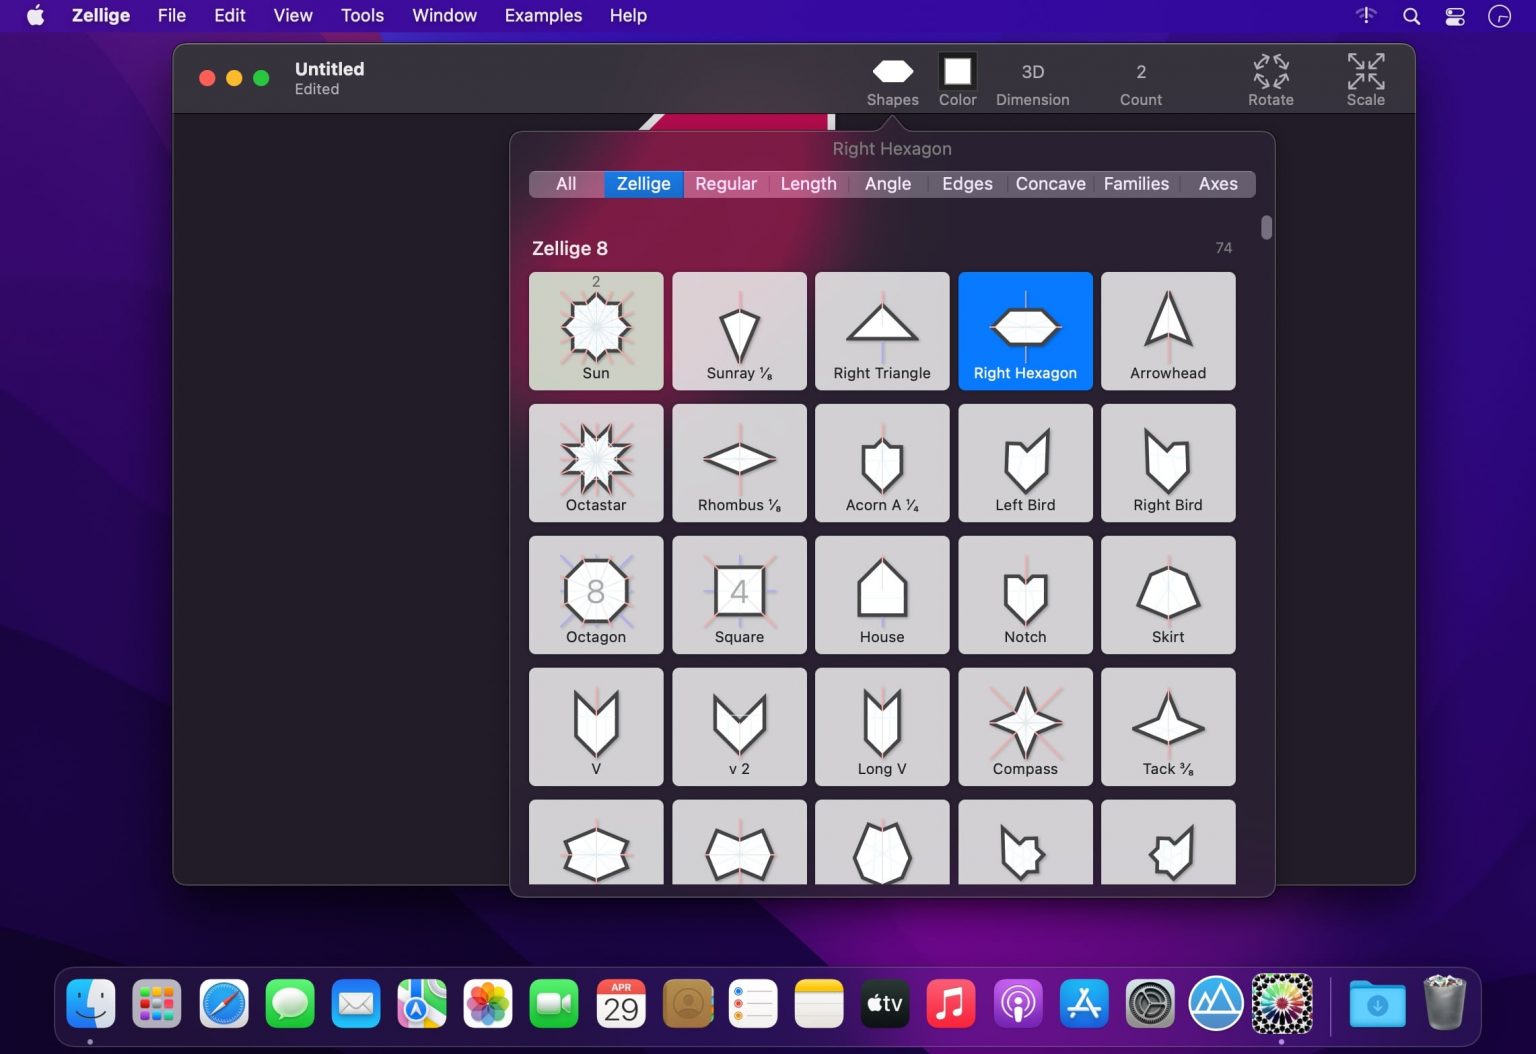 Zellige File Edit View Tools Window Examples Help
Untitled
Edited
3D 2
Shapes Color Dimension Count Rotate Scale
Right Hexagon
All Zellige Regular Length Angle Edges Concave Families Axes
Zellige 8 74
2
Sun Sunray ⅛ Right Triangle Right Hexagon Arrowhead
Octastar Rhombus ⅛ Acorn A ¼ Left Bird Right Bird
8 4
Octagon Square House Notch Skirt
V v 2 Long V Compass Tack ⅜
APR
29
tv